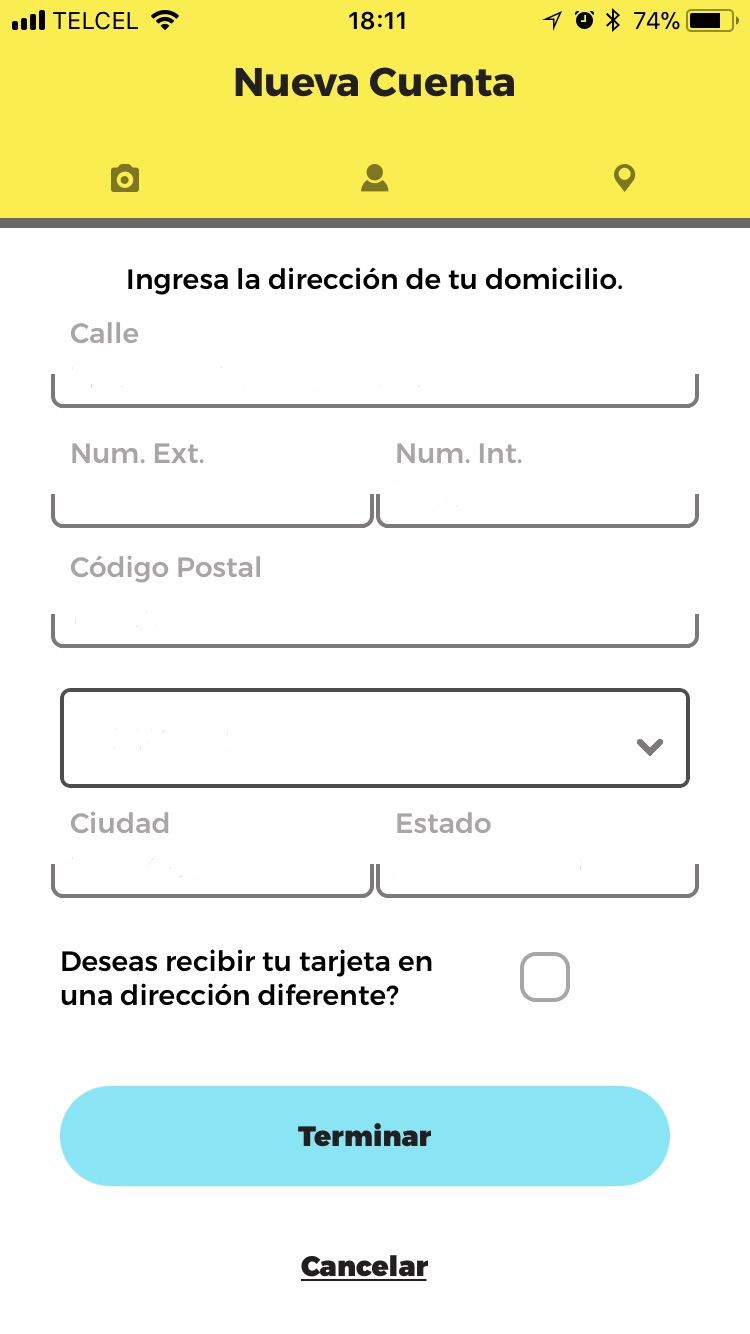 TELCEL 18:11 74%
Nueva Cuenta
Ingresa la dirección de tu domicilio.
Calle
Num. Ext. Num. Int.
Código Postal
Ciudad Estado
Deseas recibir tu tarjeta en
una dirección diferente?
Terminar
Cancelar